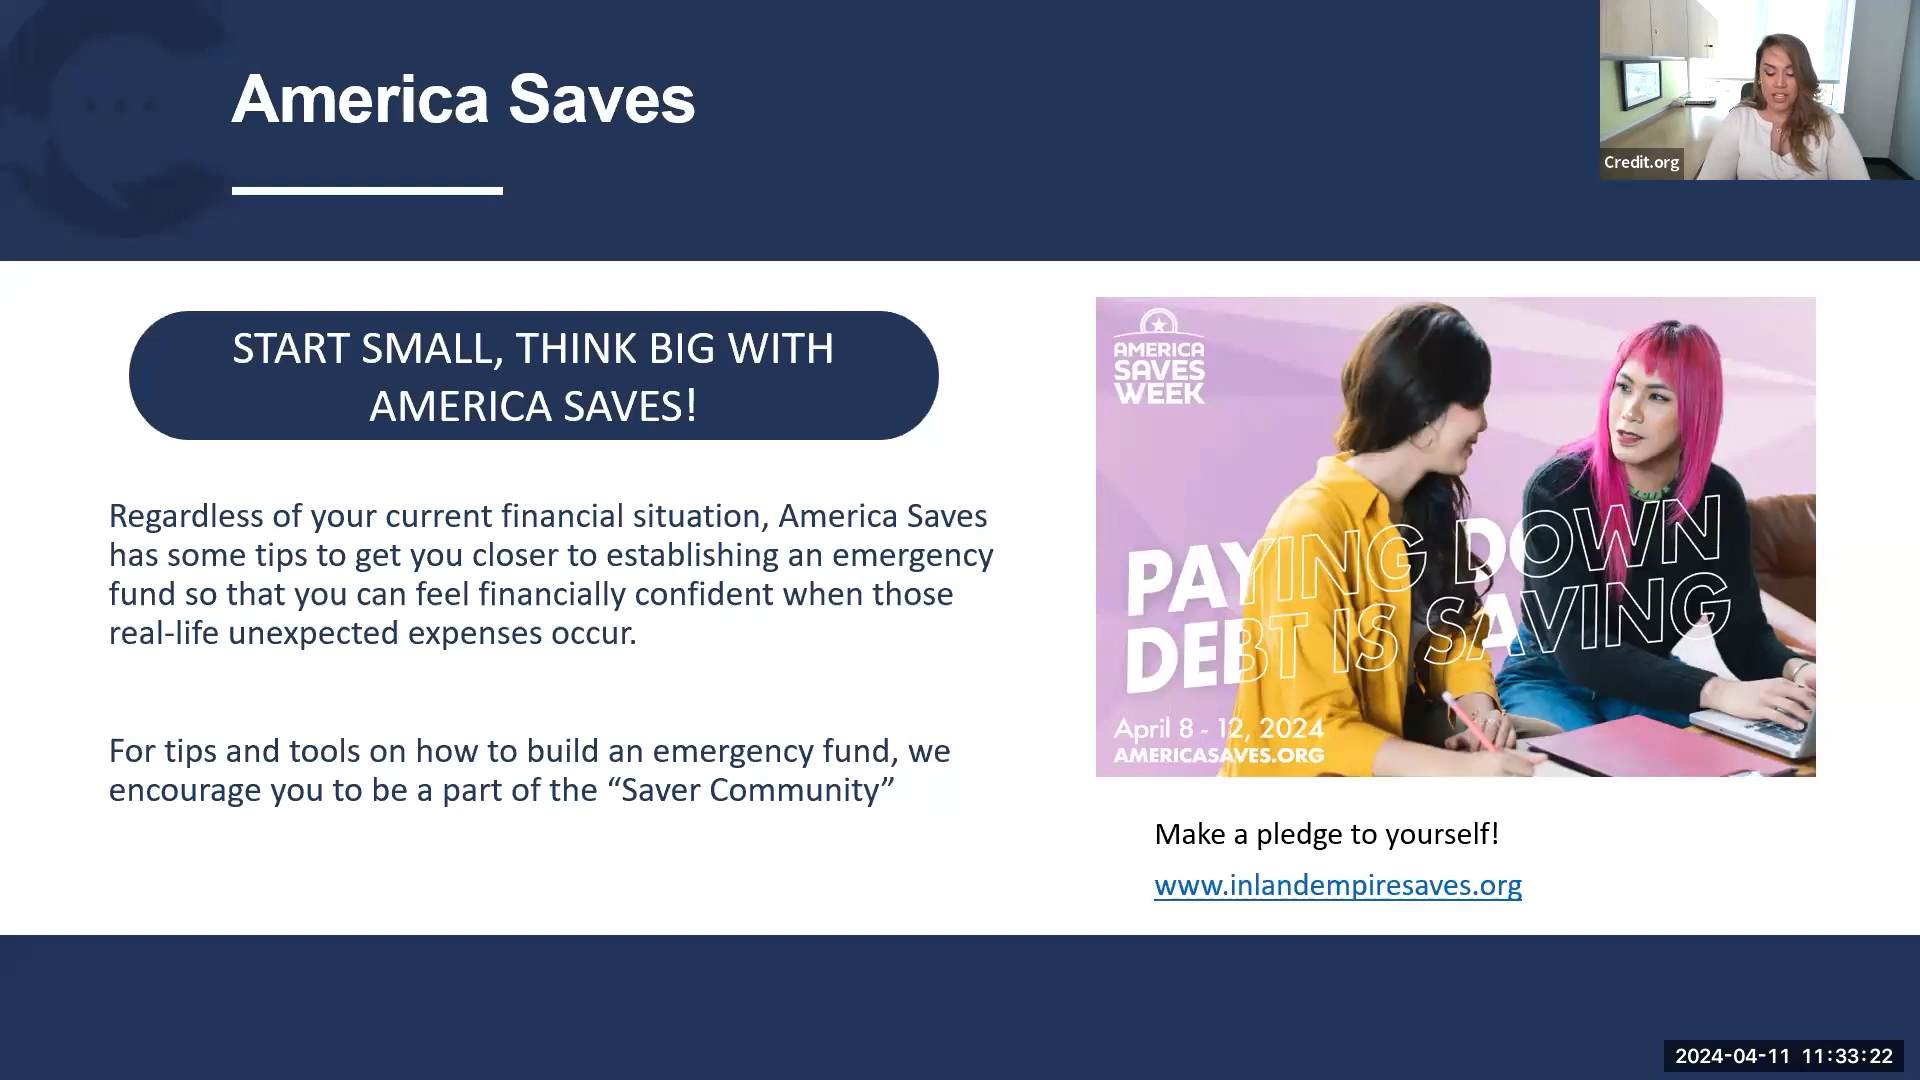 America Saves
Credit.org
START SMALL, THINK BIG WITH
AMERICA SAVES!
Regardless of your current financial situation, America Saves
has some tips to get you closer to establishing an emergency
fund so that you can feel financially confident when those
real-life unexpected expenses occur.
For tips and tools on how to build an emergency fund, we
encourage you to be a part of the “Saver Community”
AMERICA
SAVES
WEEK
PAYING DOWN
DEBT IS SAVING
April 8 - 12, 2024
AMERICASAVES.ORG
Make a pledge to yourself!
www.inlandempiresaves.org
2024-04-11 11:33:22